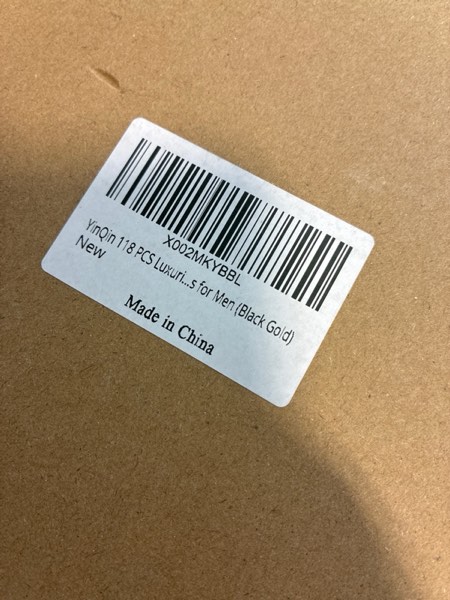 X002MKYBBL
YinQin 118 PCS Luxuri...s for Men (Black Gold)
New
Made in China